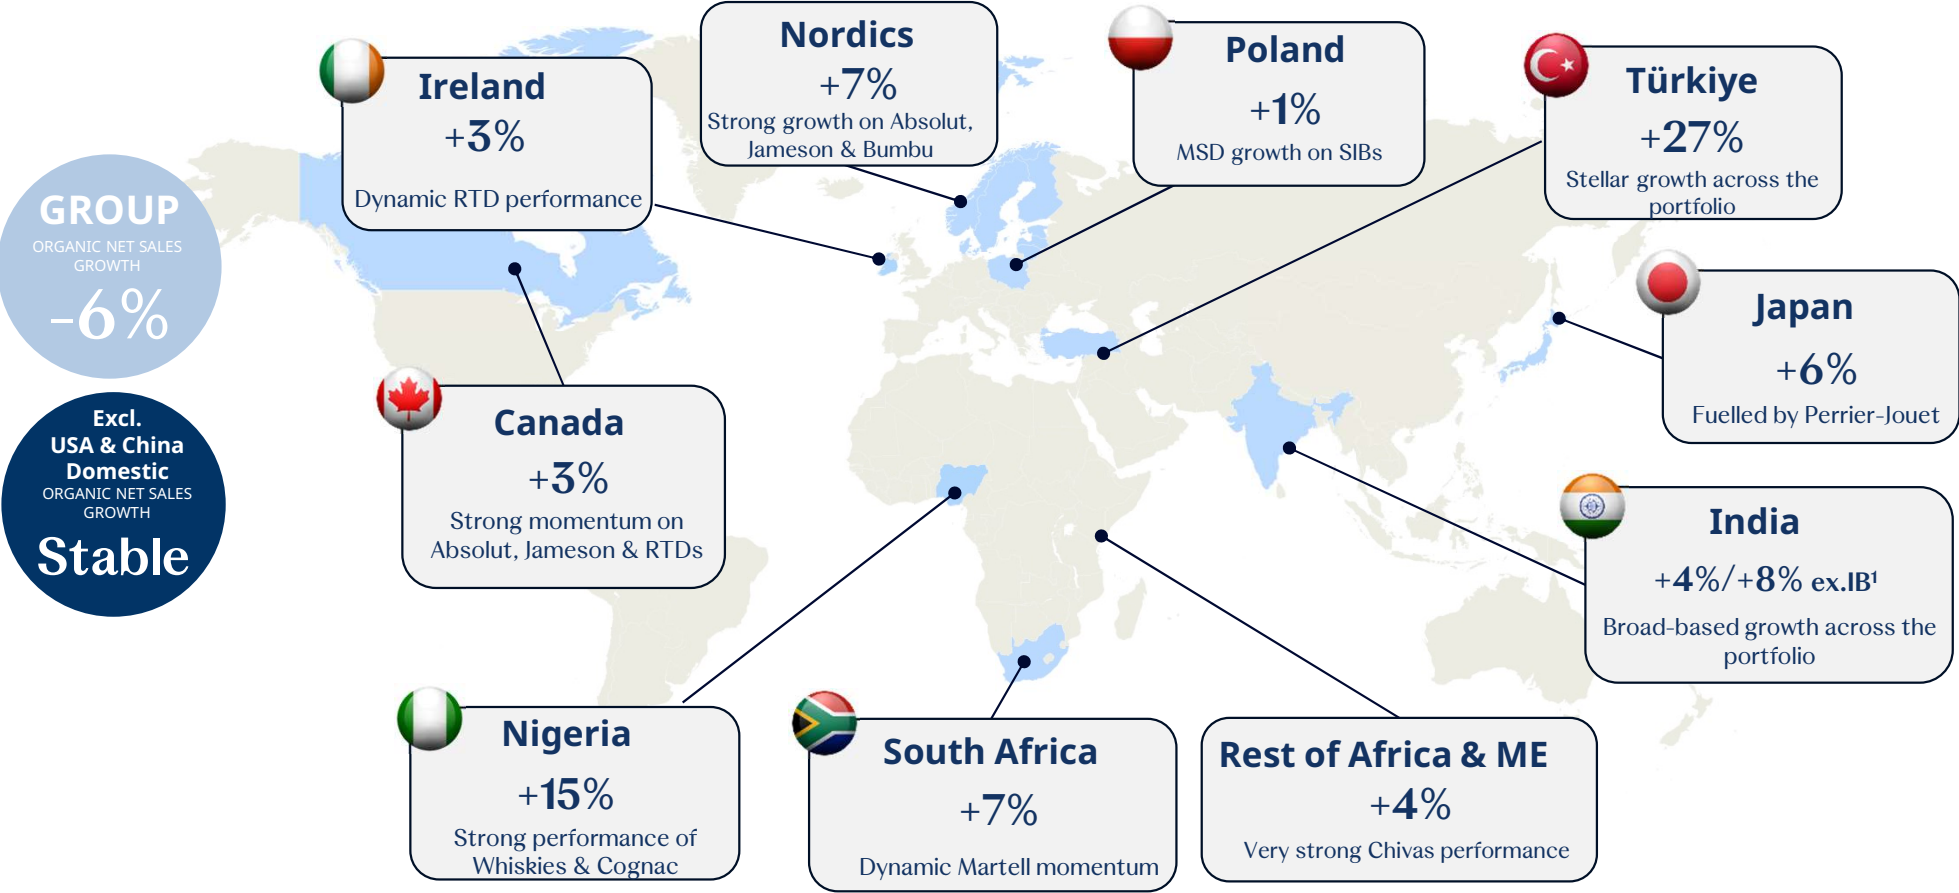 GROUP
ORGANIC NET SALES
GROWTH
-6%
Excl.
USA & China
Domestic
ORGANIC NET SALES
GROWTH
Stable
Ireland
+3%
Dynamic RTD performance
Nordics
+7%
Strong growth on Absolut,
Jameson & Bumbu
Poland
+1%
MSD growth on SIBs
Türkiye
+27%
Stellar growth across the
portfolio
Japan
+6%
Fuelled by Perrier-Jouet
Canada
+3%
Strong momentum on
Absolut, Jameson & RTDs
India
+4%/+8% ex.IB¹
Broad-based growth across the
portfolio
Nigeria
+15%
Strong performance of
Whiskies & Cognac
South Africa
+7%
Dynamic Martell momentum
Rest of Africa & ME
+4%
Very strong Chivas performance